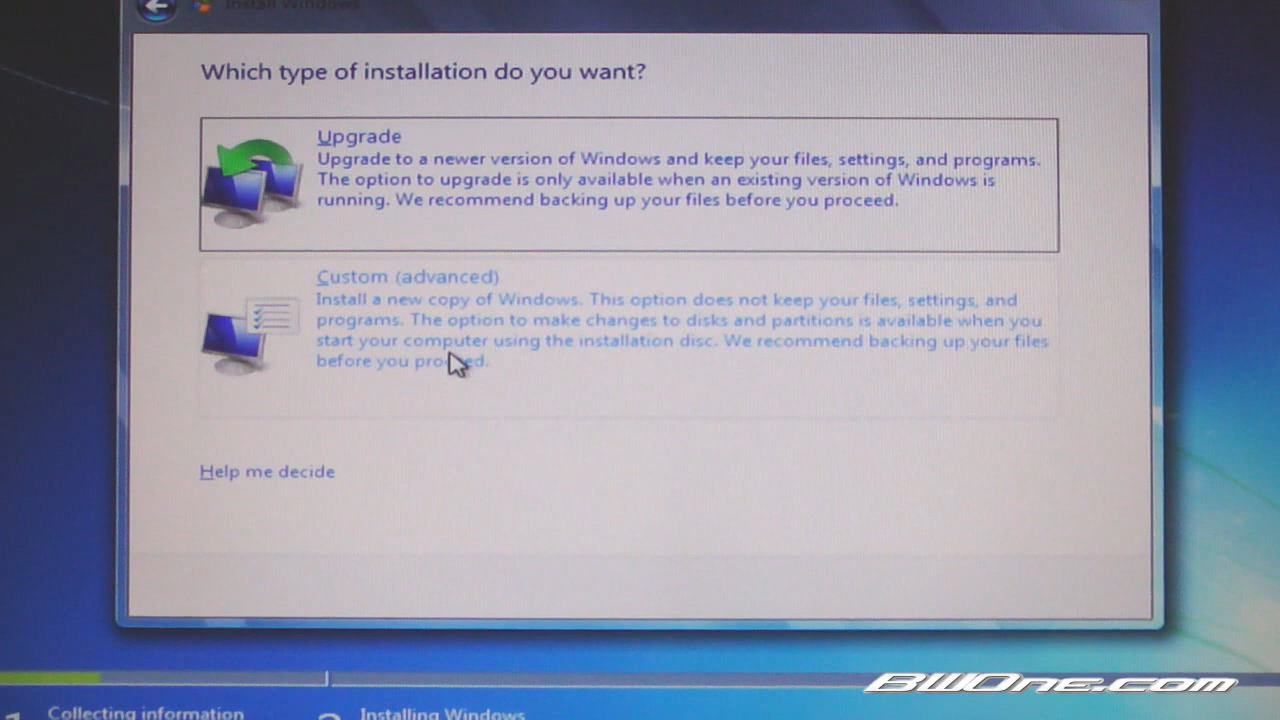 Install Windows
Which type of installation do you want?
Upgrade
Upgrade to a newer version of Windows and keep your files, settings, and programs.
The option to upgrade is only available when an existing version of Windows is
running. We recommend backing up your files before you proceed.
Custom (advanced)
Install a new copy of Windows. This option does not keep your files, settings, and
programs. The option to make changes to disks and partitions is available when you
start your computer using the installation disc. We recommend backing up your files
before you proceed.
Help me decide
BWOne.com
1 Collecting information
2 Installing Windows